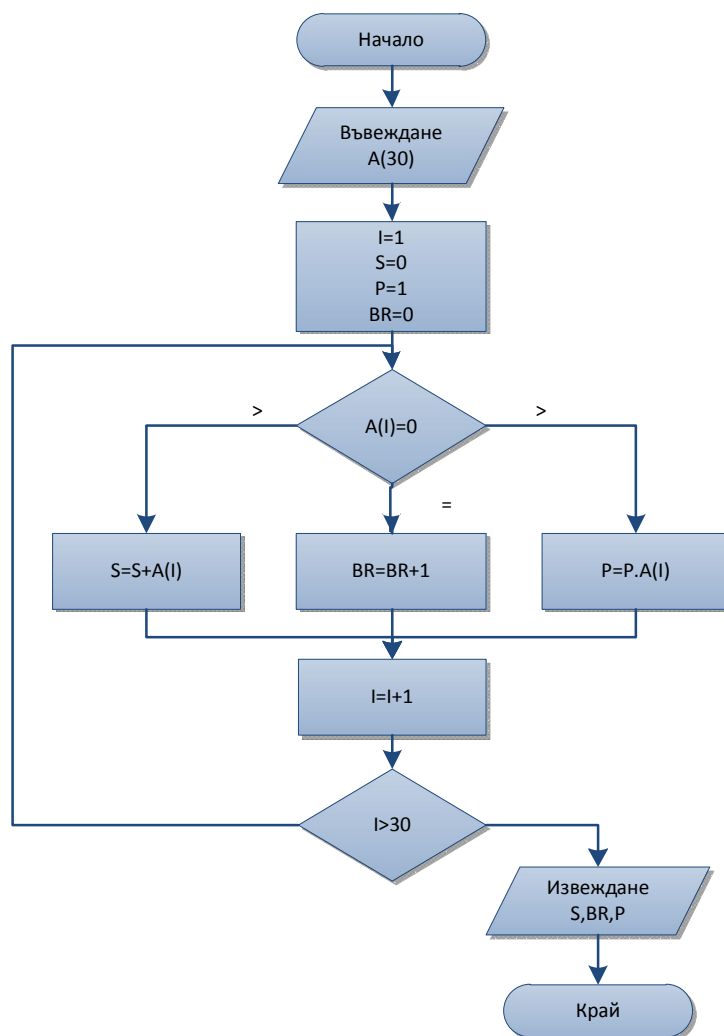 Начало
Въвеждане
A(30)
I=1
S=0
P=1
BR=0
A(I)=0
>
>
=
S=S+A(I)
BR=BR+1
P=P.A(I)
I=I+1
I>30
Извеждане
S,BR,P
Край